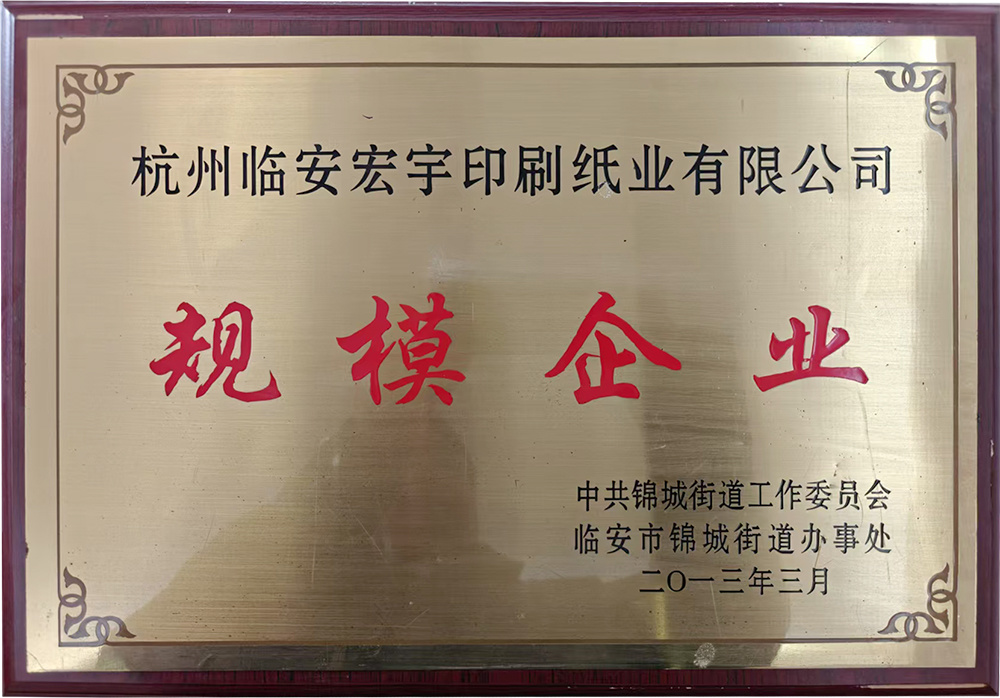 杭州临安宏宇印刷纸业有限公司
规模企业
中共锦城街道工作委员会
临安市锦城街道办事处
二〇一三年三月